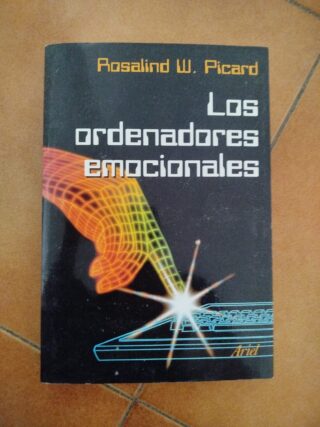 Rosalind W. Picard
Los
ordenadores
emocionales
Ariel